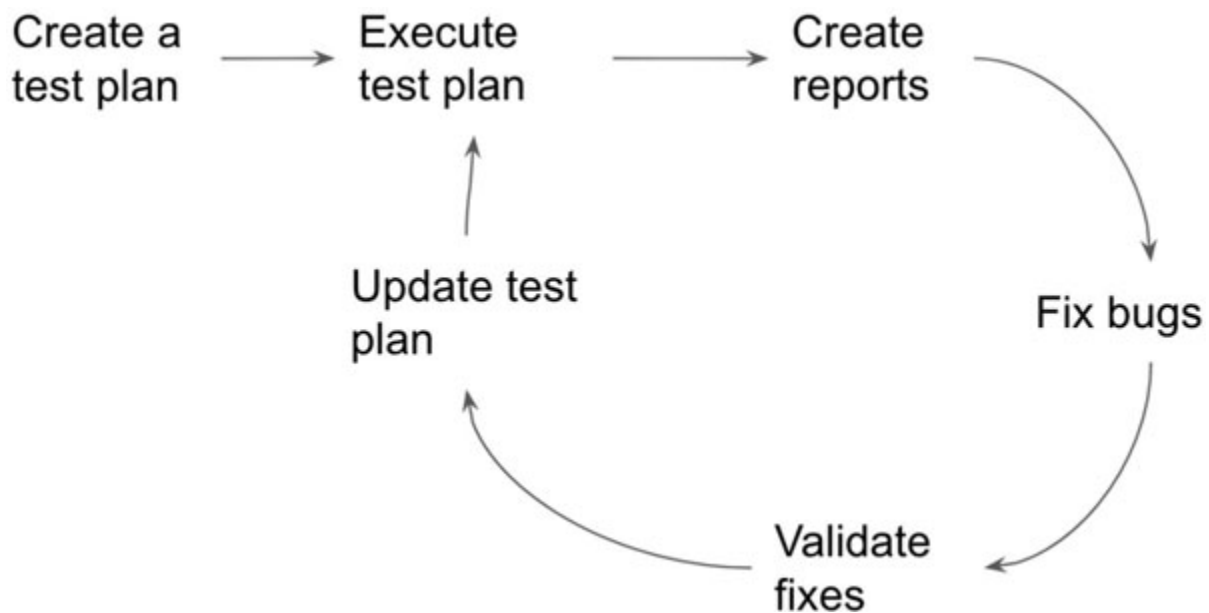 Create a
test plan
Execute
test plan
Create
reports
Fix bugs
Validate
fixes
Update test
plan